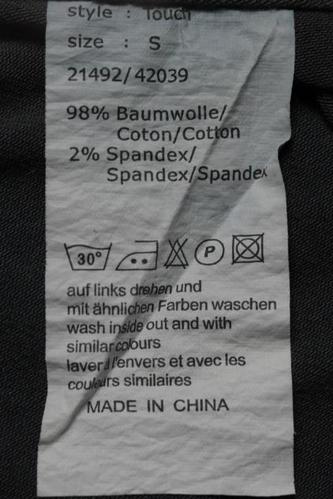 style : Touch
size : S
21492/42039
98% Baumwolle/
Coton/Cotton
2% Spandex/
Spandex/Spandex
30°
P
auf links drehen und
mit ähnlichen Farben waschen
wash inside out and with
similar colours
laver l'envers et avec les
couleurs similaires
MADE IN CHINA